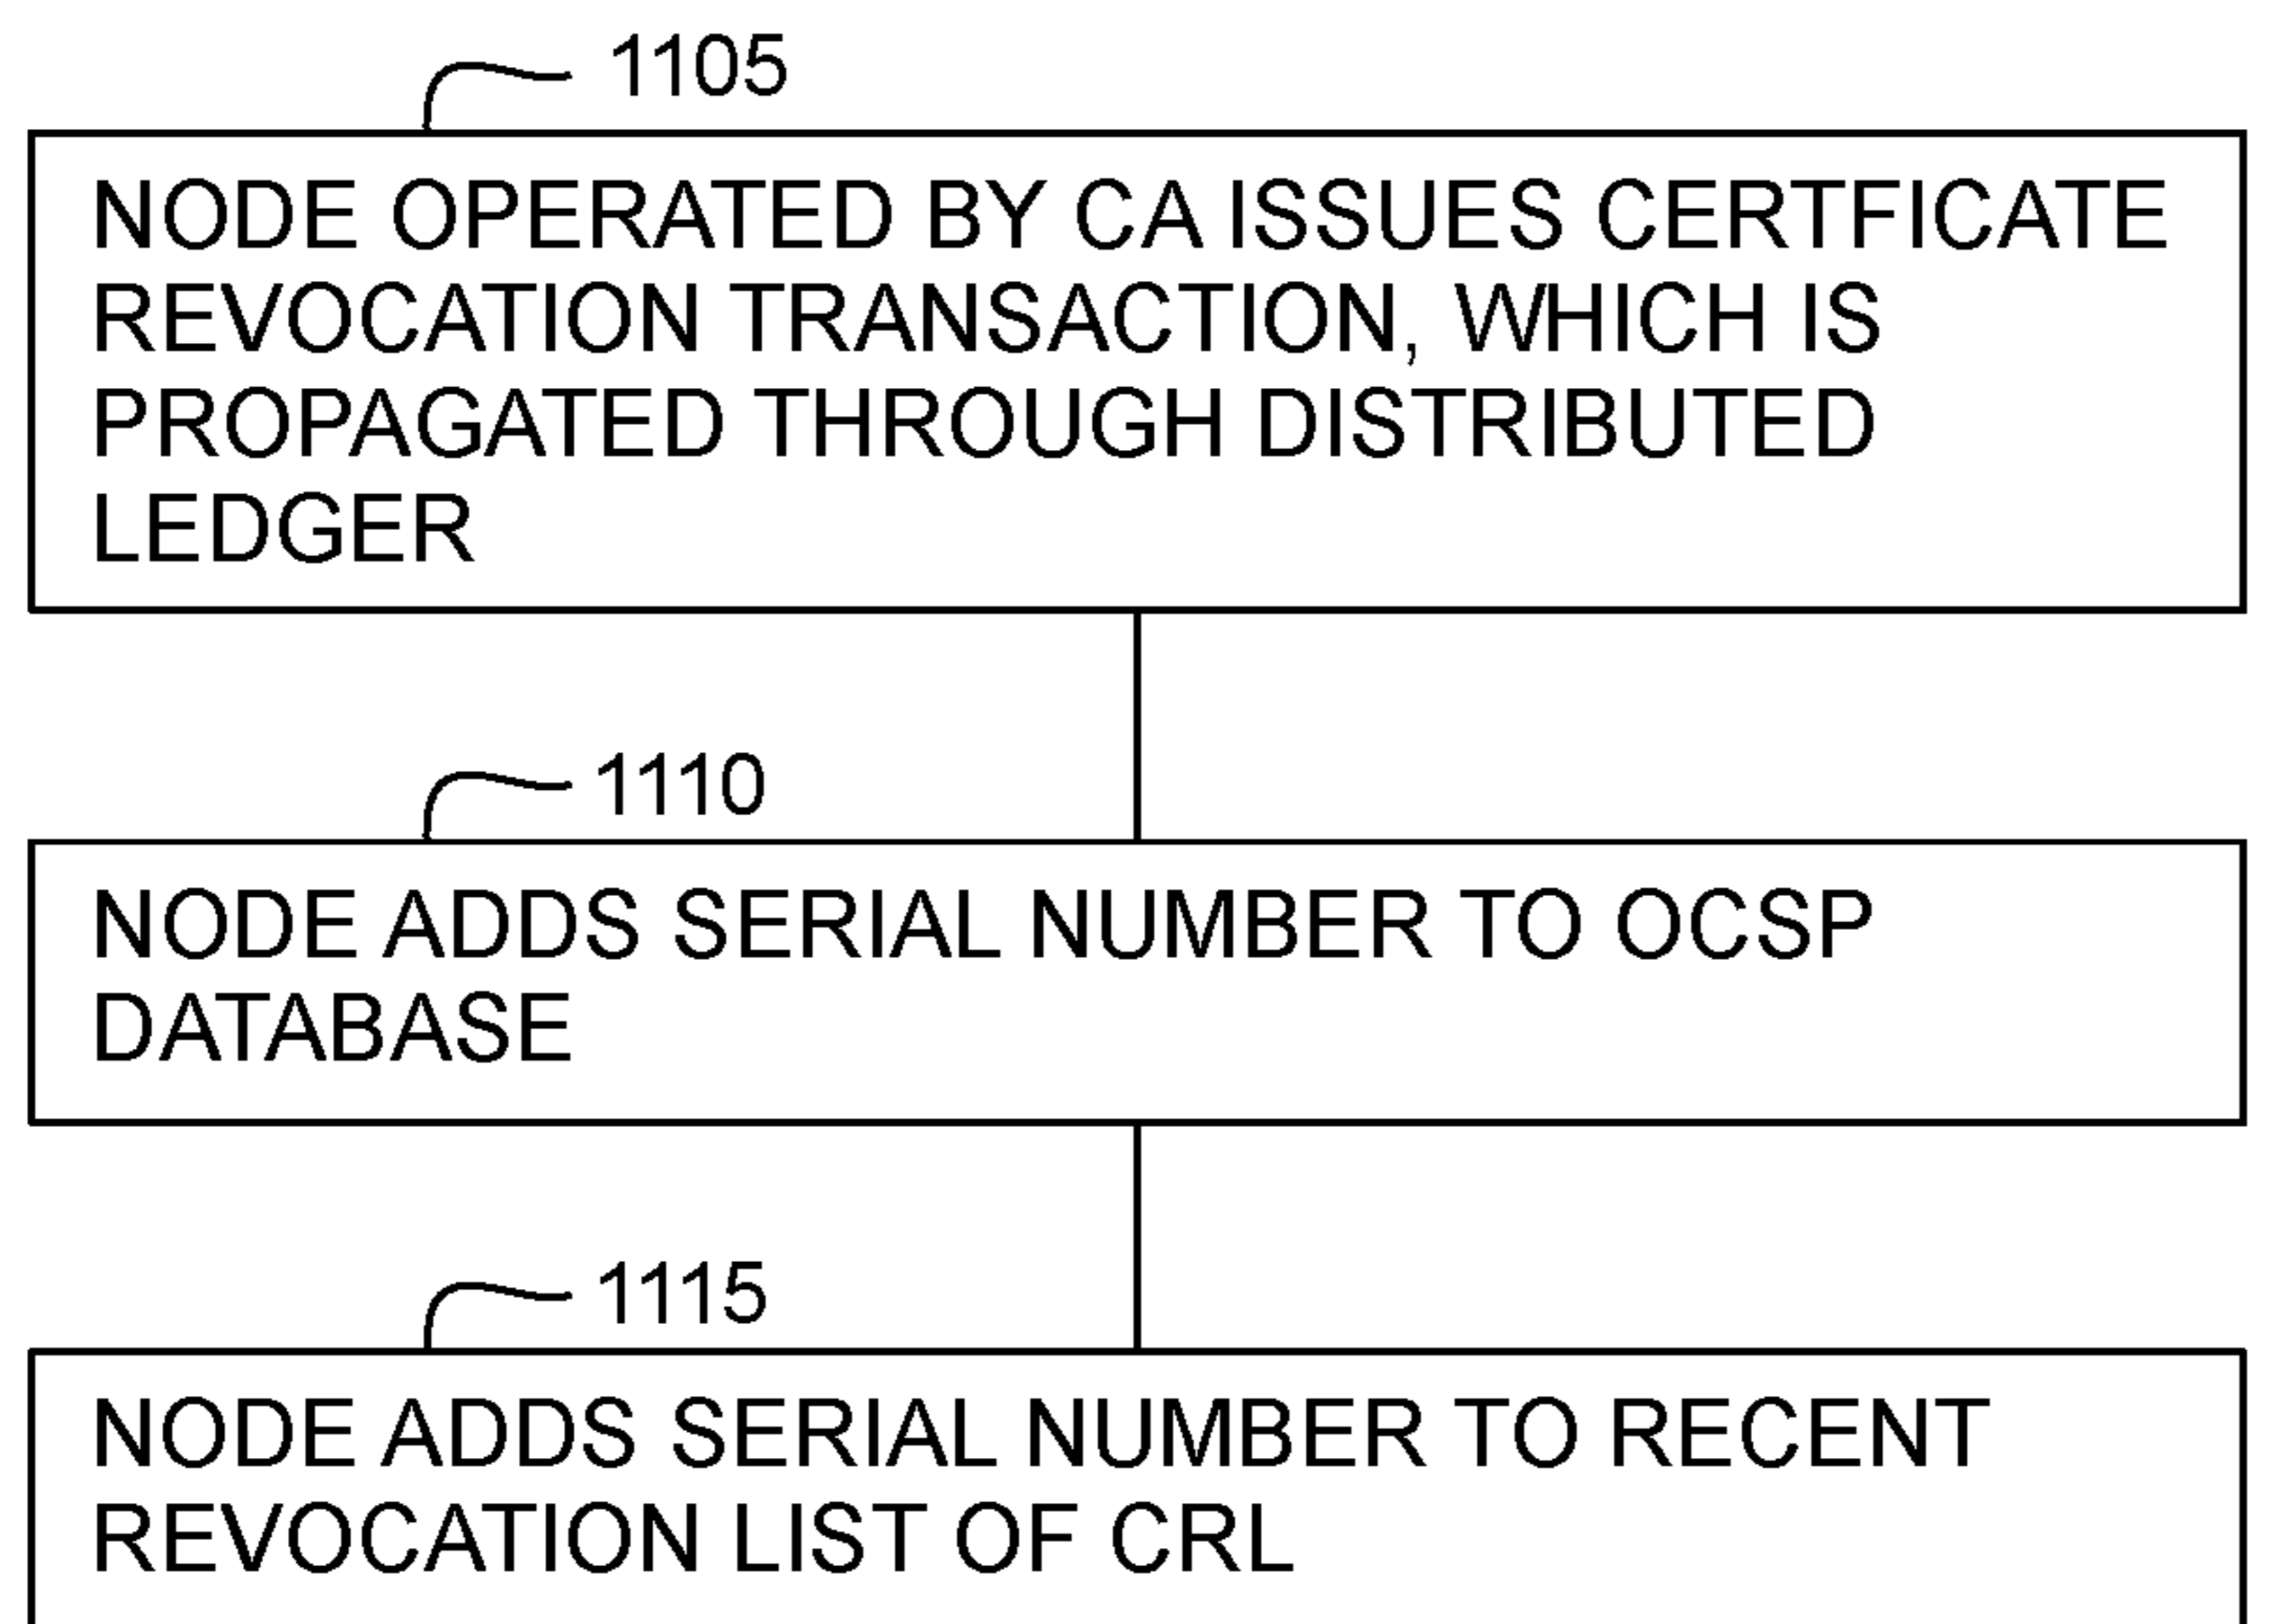 1105
NODE OPERATED BY CA ISSUES CERTFICATE
REVOCATION TRANSACTION, WHICH IS
PROPAGATED THROUGH DISTRIBUTED
LEDGER
1110
NODE ADDS SERIAL NUMBER TO OCSP
DATABASE
1115
NODE ADDS SERIAL NUMBER TO RECENT
REVOCATION LIST OF CRL